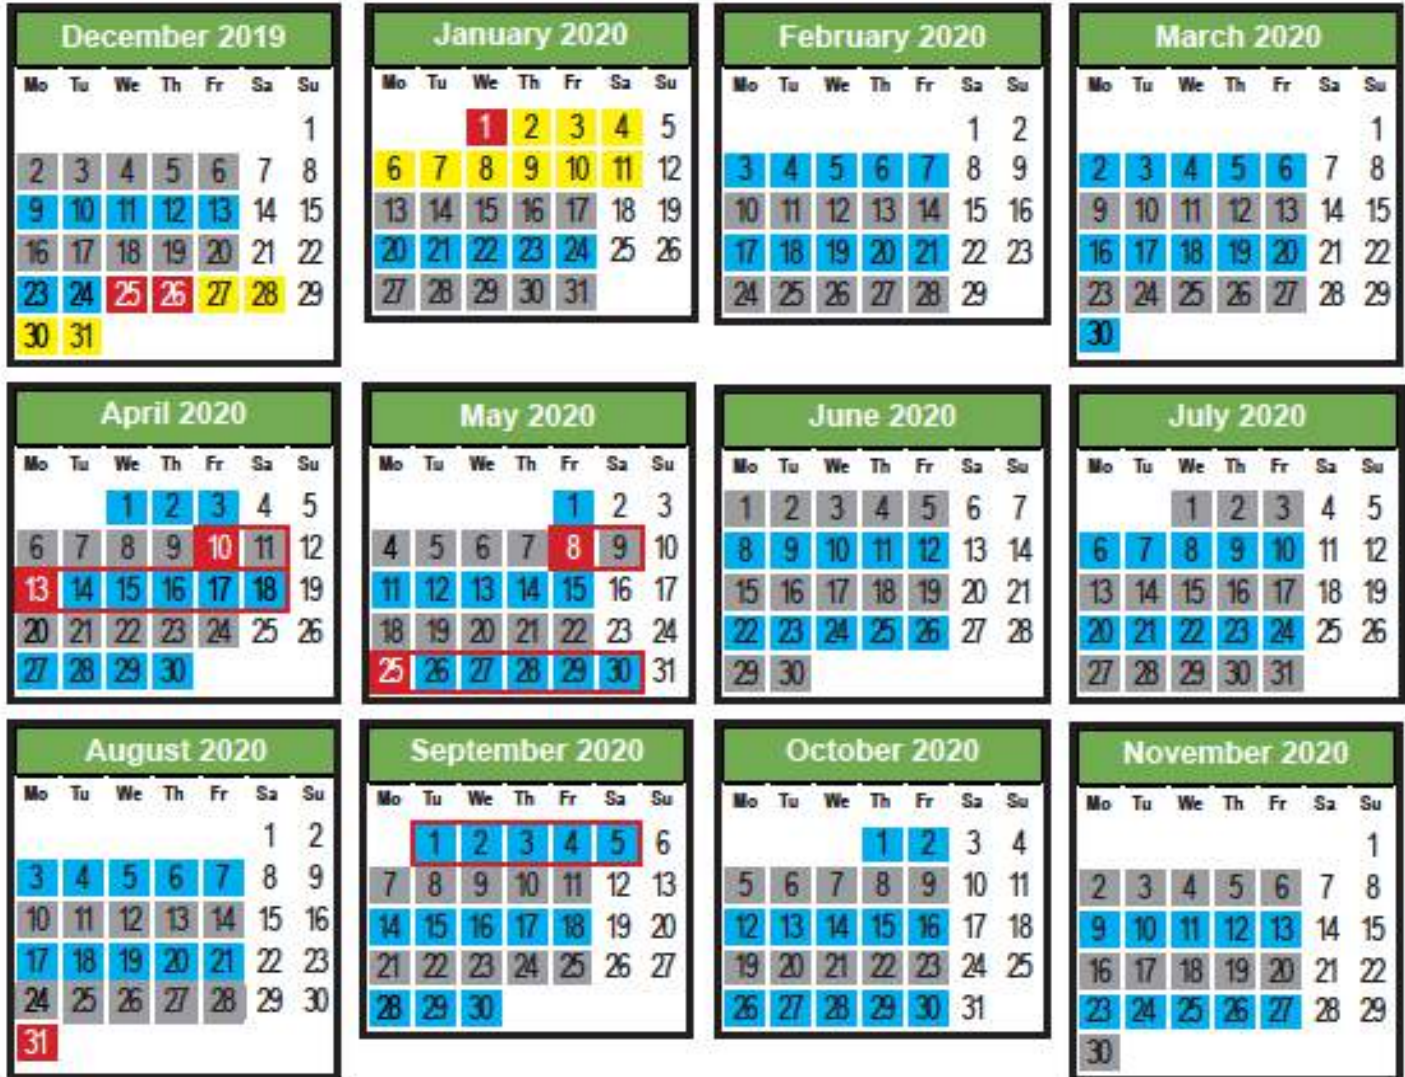 December 2019
Mo Tu We Th Fr Sa Su
1
2 3 4 5 6 7 8
9 10 11 12 13 14 15
16 17 18 19 20 21 22
23 24 25 26 27 28 29
30 31
January 2020
Mo Tu We Th Fr Sa Su
1 2 3 4 5
6 7 8 9 10 11 12
13 14 15 16 17 18 19
20 21 22 23 24 25 26
27 28 29 30 31
February 2020
Mo Tu We Th Fr Sa Su
1 2
3 4 5 6 7 8 9
10 11 12 13 14 15 16
17 18 19 20 21 22 23
24 25 26 27 28 29
March 2020
Mo Tu We Th Fr Sa Su
1
2 3 4 5 6 7 8
9 10 11 12 13 14 15
16 17 18 19 20 21 22
23 24 25 26 27 28 29
30
April 2020
Mo Tu We Th Fr Sa Su
1 2 3 4 5
6 7 8 9 10 11 12
13 14 15 16 17 18 19
20 21 22 23 24 25 26
27 28 29 30
May 2020
Mo Tu We Th Fr Sa Su
1 2 3
4 5 6 7 8 9 10
11 12 13 14 15 16 17
18 19 20 21 22 23 24
25 26 27 28 29 30 31
June 2020
Mo Tu We Th Fr Sa Su
1 2 3 4 5 6 7
8 9 10 11 12 13 14
15 16 17 18 19 20 21
22 23 24 25 26 27 28
29 30
July 2020
Mo Tu We Th Fr Sa Su
1 2 3 4 5
6 7 8 9 10 11 12
13 14 15 16 17 18 19
20 21 22 23 24 25 26
27 28 29 30 31
August 2020
Mo Tu We Th Fr Sa Su
1 2
3 4 5 6 7 8 9
10 11 12 13 14 15 16
17 18 19 20 21 22 23
24 25 26 27 28 29 30
31
September 2020
Mo Tu We Th Fr Sa Su
1 2 3 4 5 6
7 8 9 10 11 12 13
14 15 16 17 18 19 20
21 22 23 24 25 26 27
28 29 30
October 2020
Mo Tu We Th Fr Sa Su
1 2 3 4
5 6 7 8 9 10 11
12 13 14 15 16 17 18
19 20 21 22 23 24 25
26 27 28 29 30 31
November 2020
Mo Tu We Th Fr Sa Su
1
2 3 4 5 6 7 8
9 10 11 12 13 14 15
16 17 18 19 20 21 22
23 24 25 26 27 28 29
30